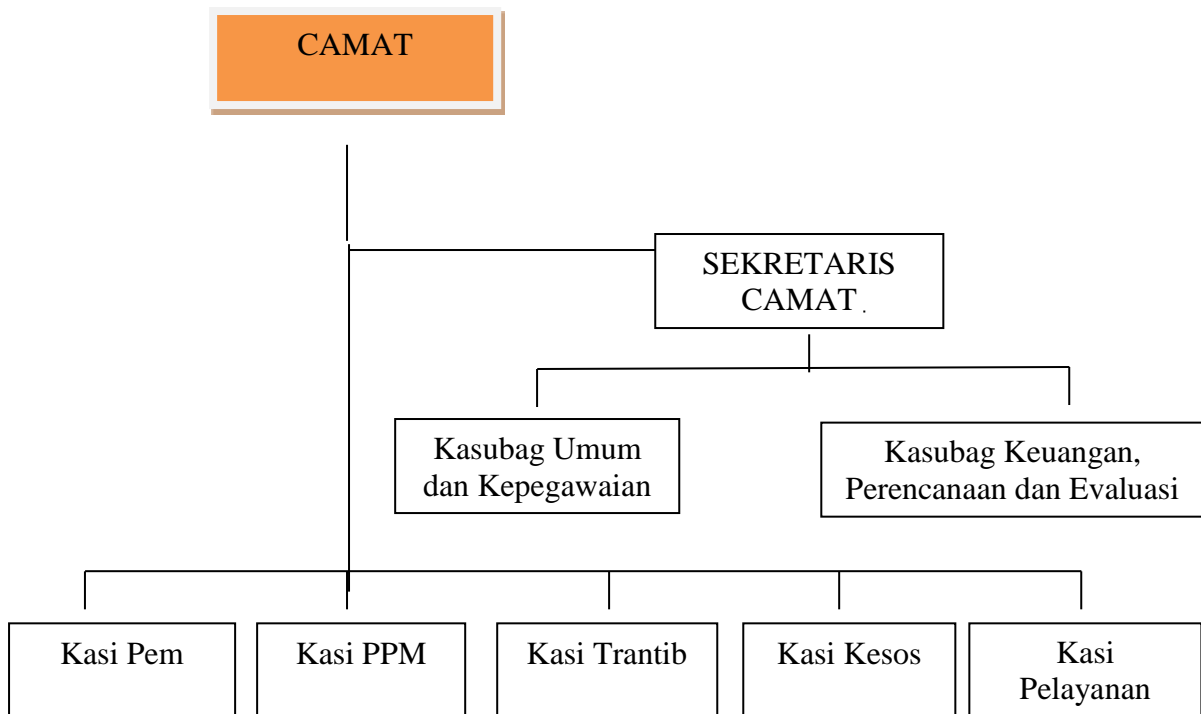 CAMAT
SEKRETARIS
CAMAT .
Kasubag Umum
dan Kepegawaian
Kasubag Keuangan,
Perencanaan dan Evaluasi
Kasi Pem
Kasi PPM
Kasi Trantib
Kasi Kesos
Kasi
Pelayanan